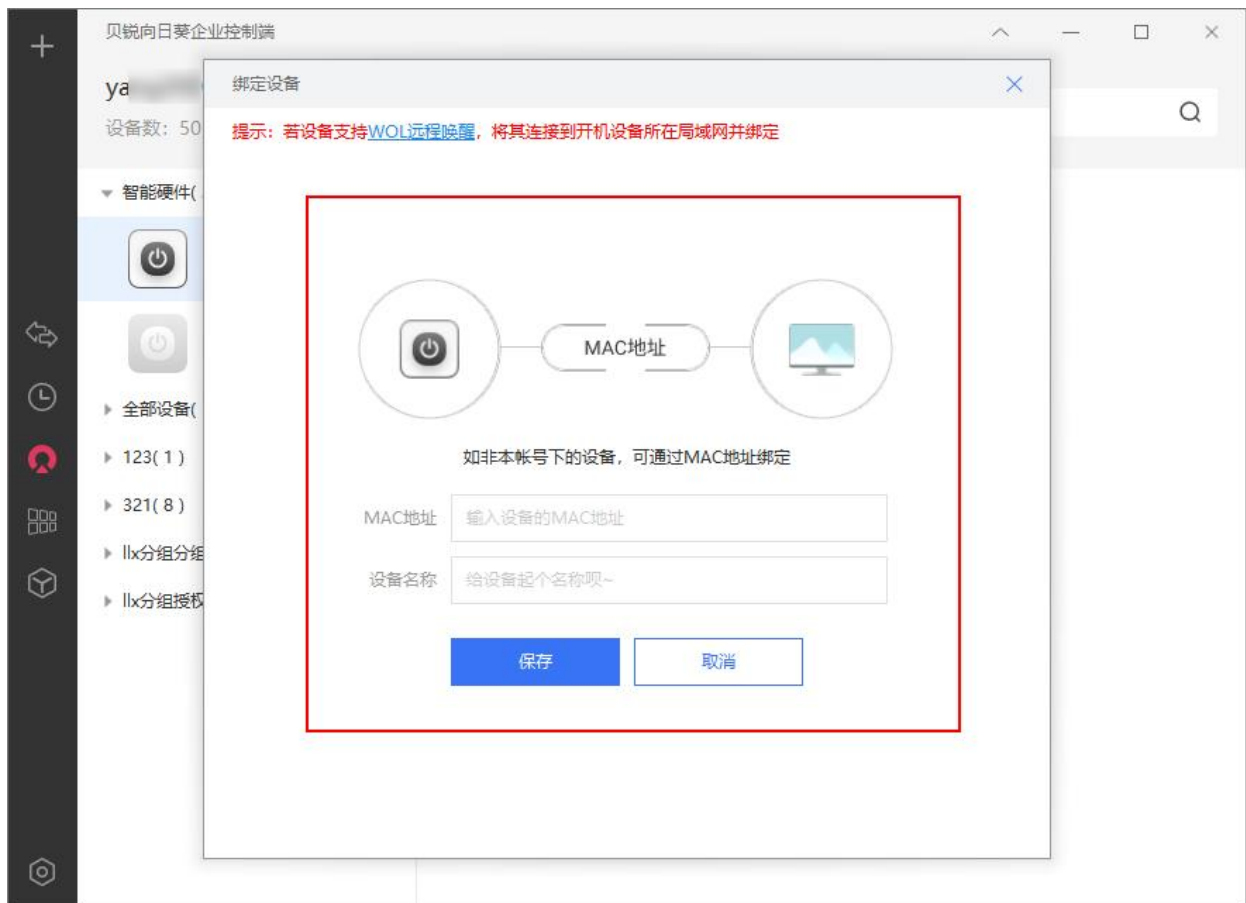 贝锐向日葵企业控制端
ya
设备数：50
绑定设备
提示：若设备支持WOL远程唤醒，将其连接到开机设备所在局域网并绑定
智能硬件(
全部设备(
123( 1 )
321( 8 )
llx分组分组
llx分组授权
MAC地址
如非本帐号下的设备，可通过MAC地址绑定
MAC地址 输入设备的MAC地址
设备名称 给设备起个名称呗~
保存 取消